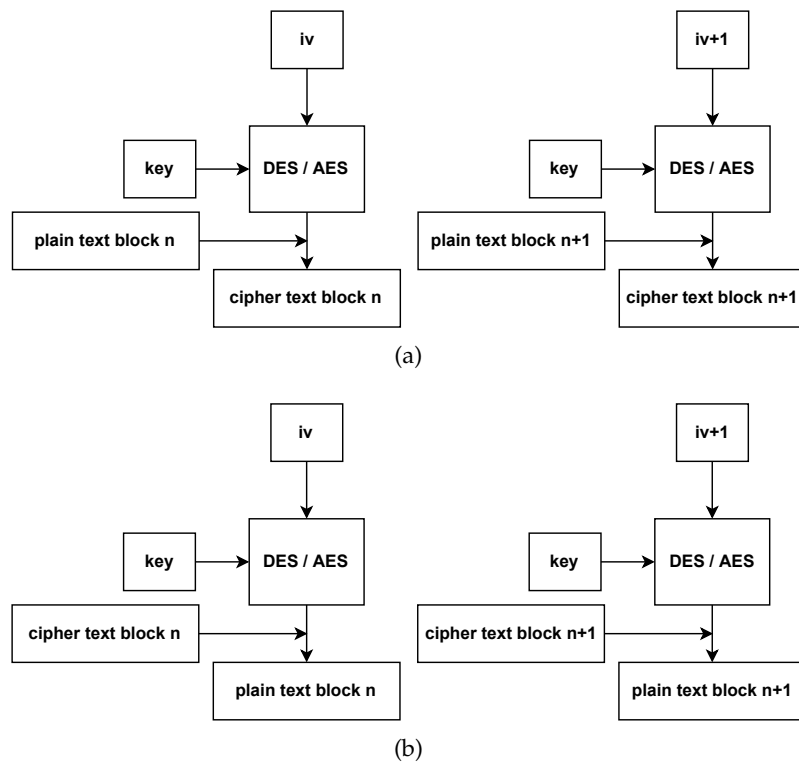 iv
iv+1
key
DES / AES
key
DES / AES
plain text block n
plain text block n+1
cipher text block n
cipher text block n+1
(a)
iv
iv+1
key
DES / AES
key
DES / AES
cipher text block n
cipher text block n+1
plain text block n
plain text block n+1
(b)